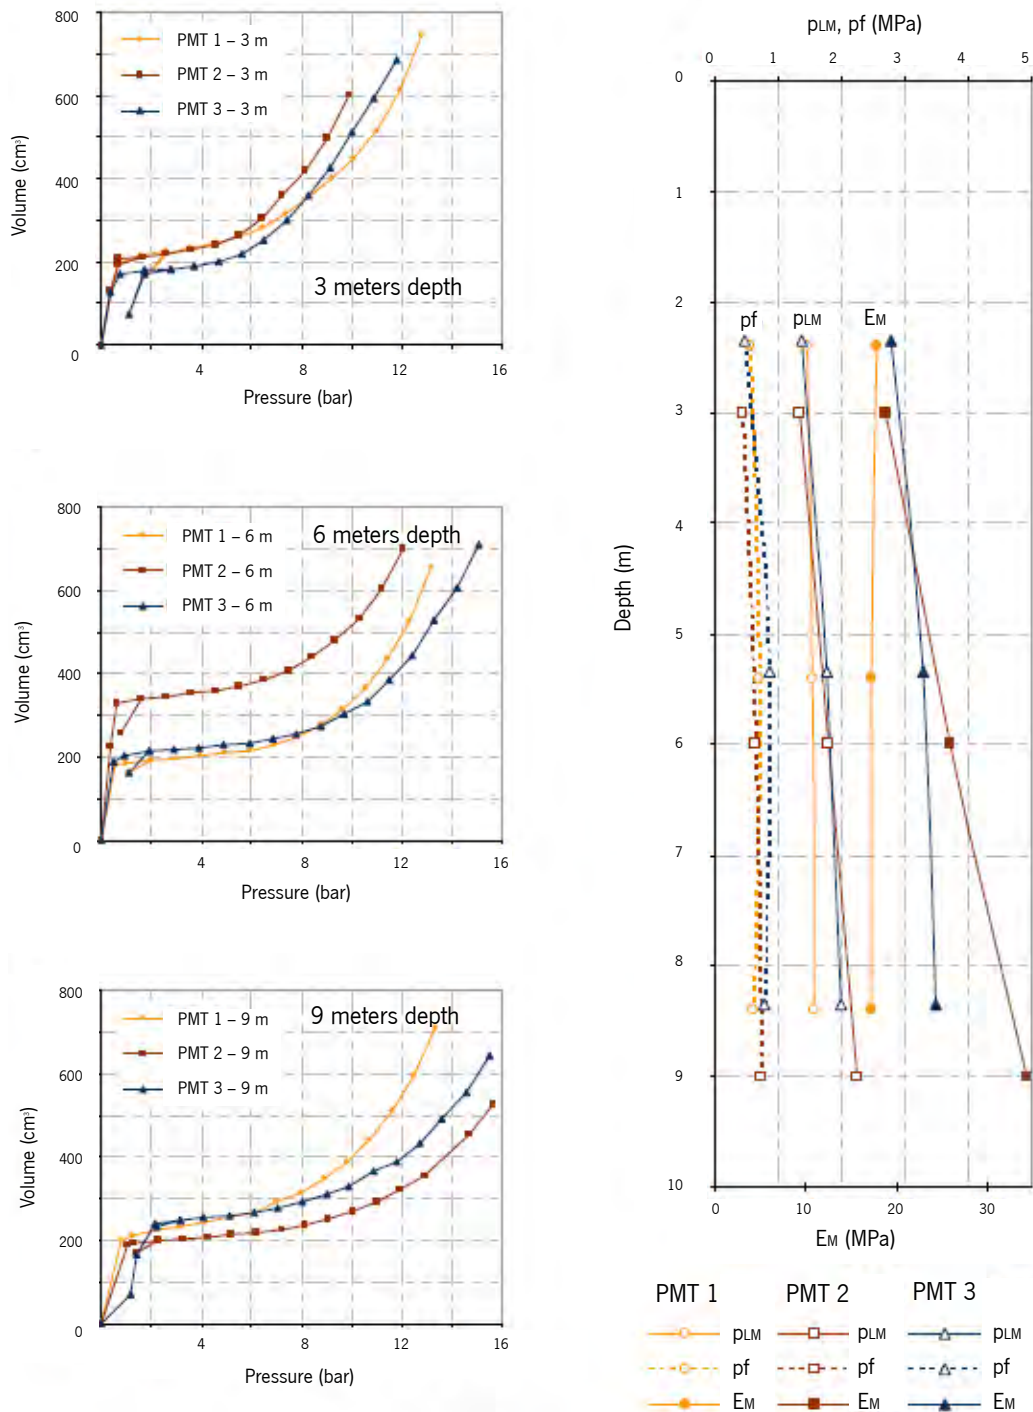 800
600
400
200
0
4
8
12
16
Volume (cm³)
Pressure (bar)
PMT 1 – 3 m
PMT 2 – 3 m
PMT 3 – 3 m
3 meters depth
800
600
400
200
0
4
8
12
16
Volume (cm³)
Pressure (bar)
PMT 1 – 6 m
PMT 2 – 6 m
PMT 3 – 6 m
6 meters depth
800
600
400
200
0
4
8
12
16
Volume (cm³)
Pressure (bar)
PMT 1 – 9 m
PMT 2 – 9 m
PMT 3 – 9 m
9 meters depth
pLM, pf (MPa)
0 1 2 3 4 5
0
1
2
3
4
5
6
7
8
9
10
Depth (m)
pf pLM EM
0 10 20 30
EM (MPa)
PMT 1 PMT 2 PMT 3
pLM pLM pLM
pf pf pf
EM EM EM